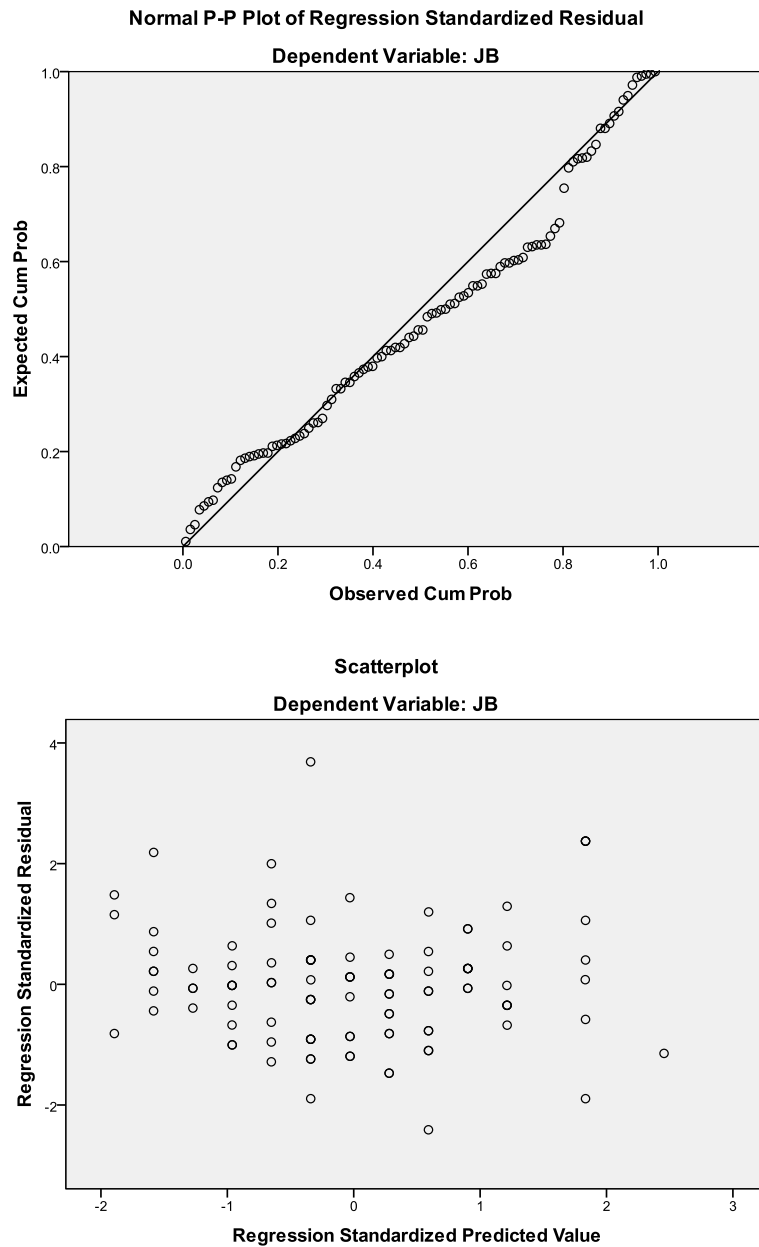 Normal P-P Plot of Regression Standardized Residual
Dependent Variable: JB
1.0
0.8
0.6
0.4
0.2
0.0
Expected Cum Prob
0.0 0.2 0.4 0.6 0.8 1.0
Observed Cum Prob
Scatterplot
Dependent Variable: JB
4
2
0
-2
Regression Standardized Residual
-2 -1 0 1 2 3
Regression Standardized Predicted Value